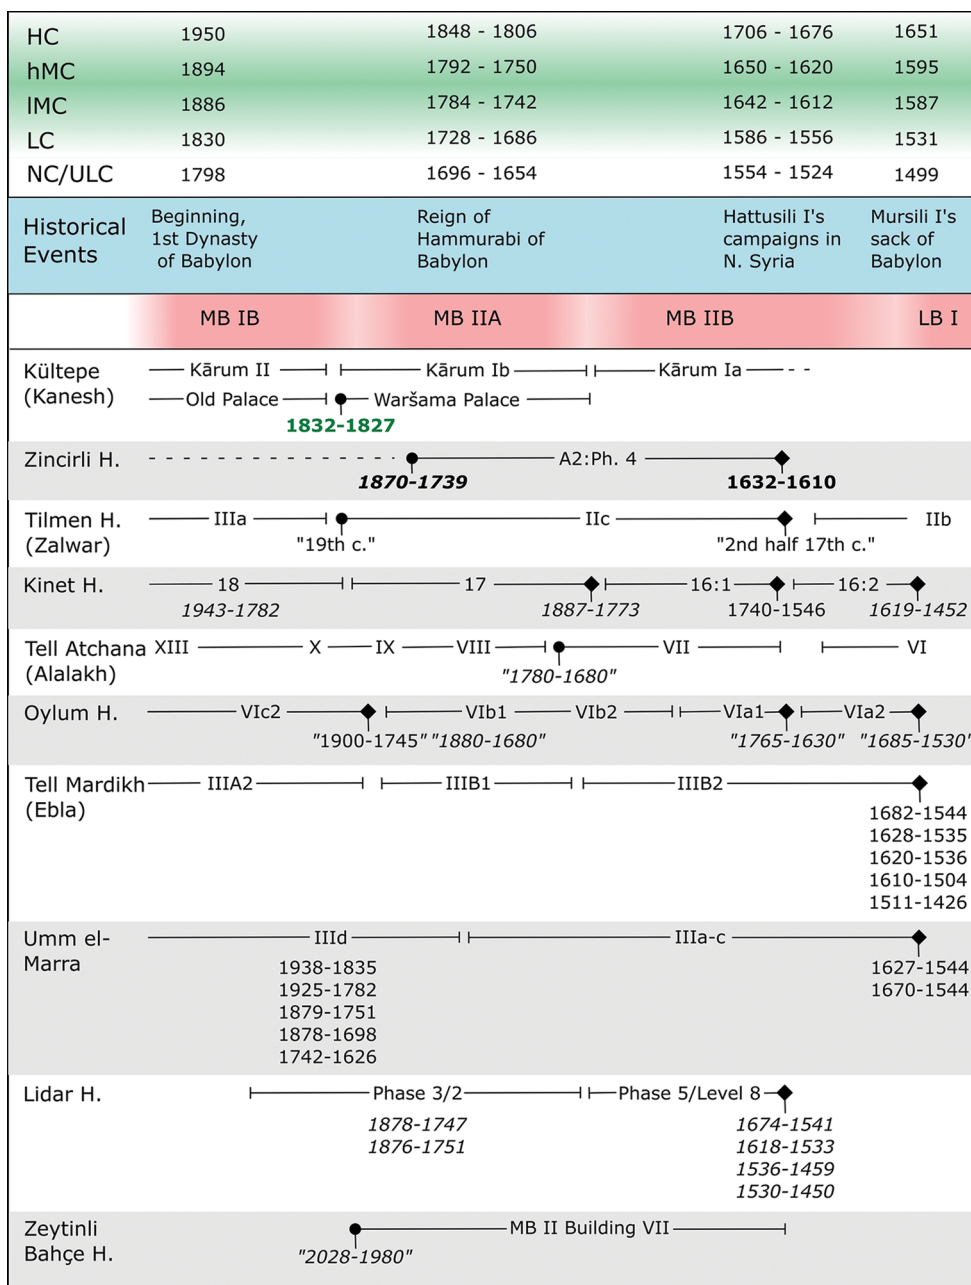 HC 1950 1848 - 1806 1706 - 1676 1651
hMC 1894 1792 - 1750 1650 - 1620 1595
lMC 1886 1784 - 1742 1642 - 1612 1587
LC 1830 1728 - 1686 1586 - 1556 1531
NC/ULC 1798 1696 - 1654 1554 - 1524 1499
Historical Events
Beginning,
1st Dynasty
of Babylon
Reign of
Hammurabi of
Babylon
Hattusili I's
campaigns in
N. Syria
Mursili I's
sack of
Babylon
MB IB MB IIA MB IIB LB I
Kültepe
(Kanesh)
Kārum II Kārum Ib Kārum Ia
Old Palace Waršama Palace
1832-1827
Zincirli H. A2:Ph. 4
1870-1739 1632-1610
Tilmen H.
(Zalwar)
IIIa IIc IIb
"19th c." "2nd half 17th c."
Kinet H. 18 17 16:1 16:2
1943-1782 1887-1773 1740-1546 1619-1452
Tell Atchana
(Alalakh)
XIII X IX VIII VII VI
"1780-1680"
Oylum H. VIc2 VIb1 VIb2 VIa1 VIa2
"1900-1745" "1880-1680" "1765-1630" "1685-1530"
Tell Mardikh
(Ebla)
IIIA2 IIIB1 IIIB2
1682-1544
1628-1535
1620-1536
1610-1504
1511-1426
Umm el-
Marra
IIId IIIa-c
1938-1835 1627-1544
1925-1782 1670-1544
1879-1751
1878-1698
1742-1626
Lidar H. Phase 3/2 Phase 5/Level 8
1878-1747 1674-1541
1876-1751 1618-1533
1536-1459
1530-1450
Zeytinli
Bahçe H.
MB II Building VII
"2028-1980"